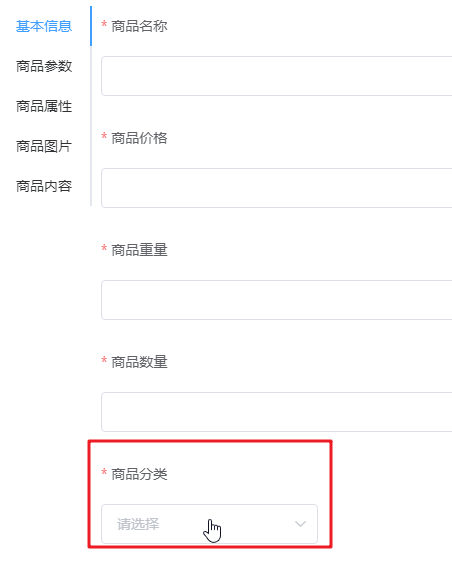 基本信息
商品参数
商品属性
商品图片
商品内容
* 商品名称
* 商品价格
* 商品重量
* 商品数量
* 商品分类
请选择